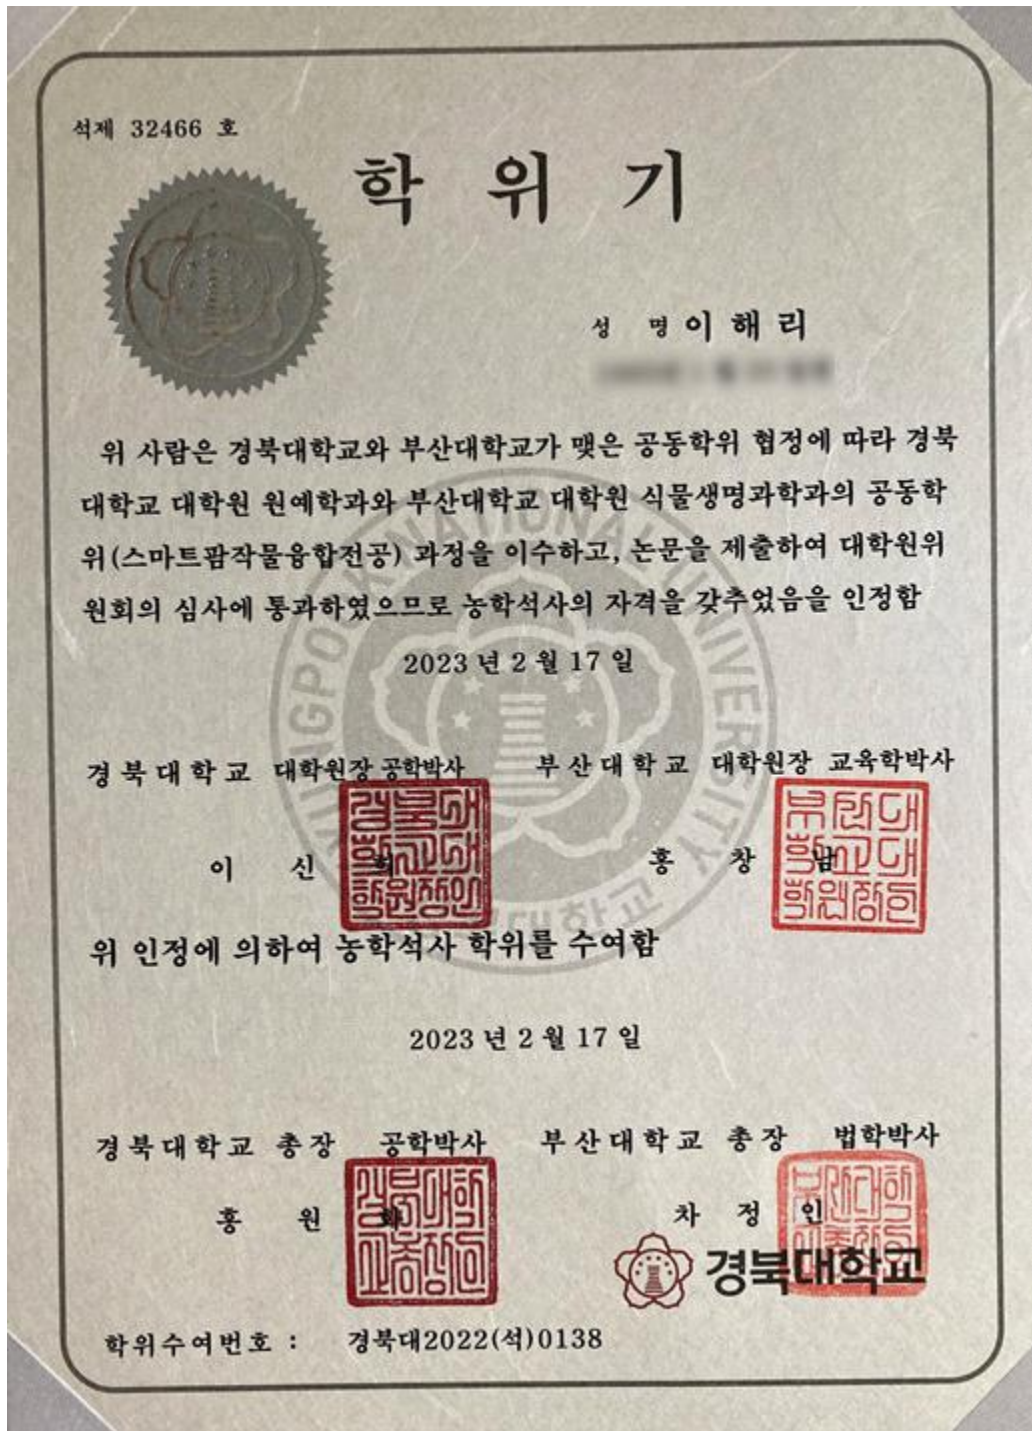 석제 32466 호
학 위 기
성 명 이 해 리
위 사람은 경북대학교와 부산대학교가 맺은 공동학위 협정에 따라 경북
대학교 대학원 원예학과와 부산대학교 대학원 식물생명과학과의 공동학
위(스마트팜작물융합전공) 과정을 이수하고, 논문을 제출하여 대학원위
원회의 심사에 통과하였으므로 농학석사의 자격을 갖추었음을 인정함
2023 년 2 월 17 일
KYUNGPOOK NATIONAL UNIVERSITY
경북대학교 대학원장 공학박사 부산대학교 대학원장 교육학박사
이 신 희 홍 창 남
위 인정에 의하여 농학석사 학위를 수여함
2023 년 2 월 17 일
경북대학교 총장 공학박사 부산대학교 총장 법학박사
홍 원 화 차 정 인
경북대학교
학위수여번호 : 경북대2022(석)0138